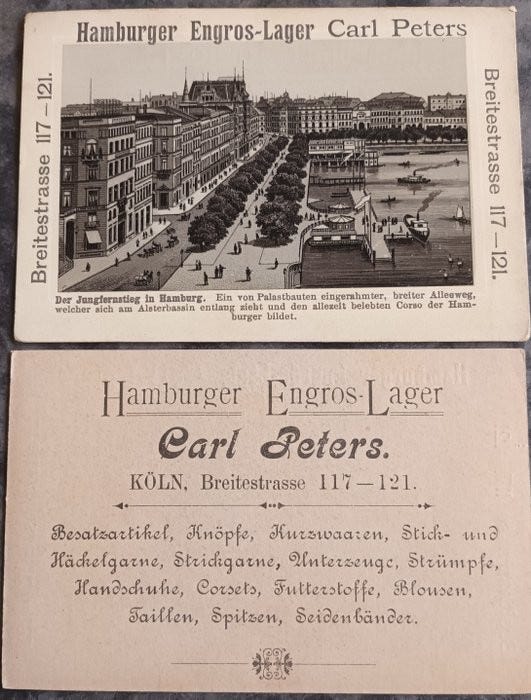 Hamburger Engros-Lager Carl Peters
Breitestrasse 117-121.
Breitestrasse 117-121.
Der Jungfernstieg in Hamburg. Ein von Palastbauten eingerahmter, breiter Alleeweg,
welcher sich am Alsterbassin entlang zieht und den allezeit belebten Corso der Ham-
burger bildet.
Hamburger Engros-Lager
Carl Peters.
KÖLN, Breitestrasse 117—121.
Besatzartikel, Knöpfe, Kurzwaaren, Stick- und
Häckelgarne, Strickgarne, Unterzeuge, Strümpfe,
Handschuhe, Corsets, Futterstoffe, Blousen,
Taillen, Spitzen, Seidenbänder.